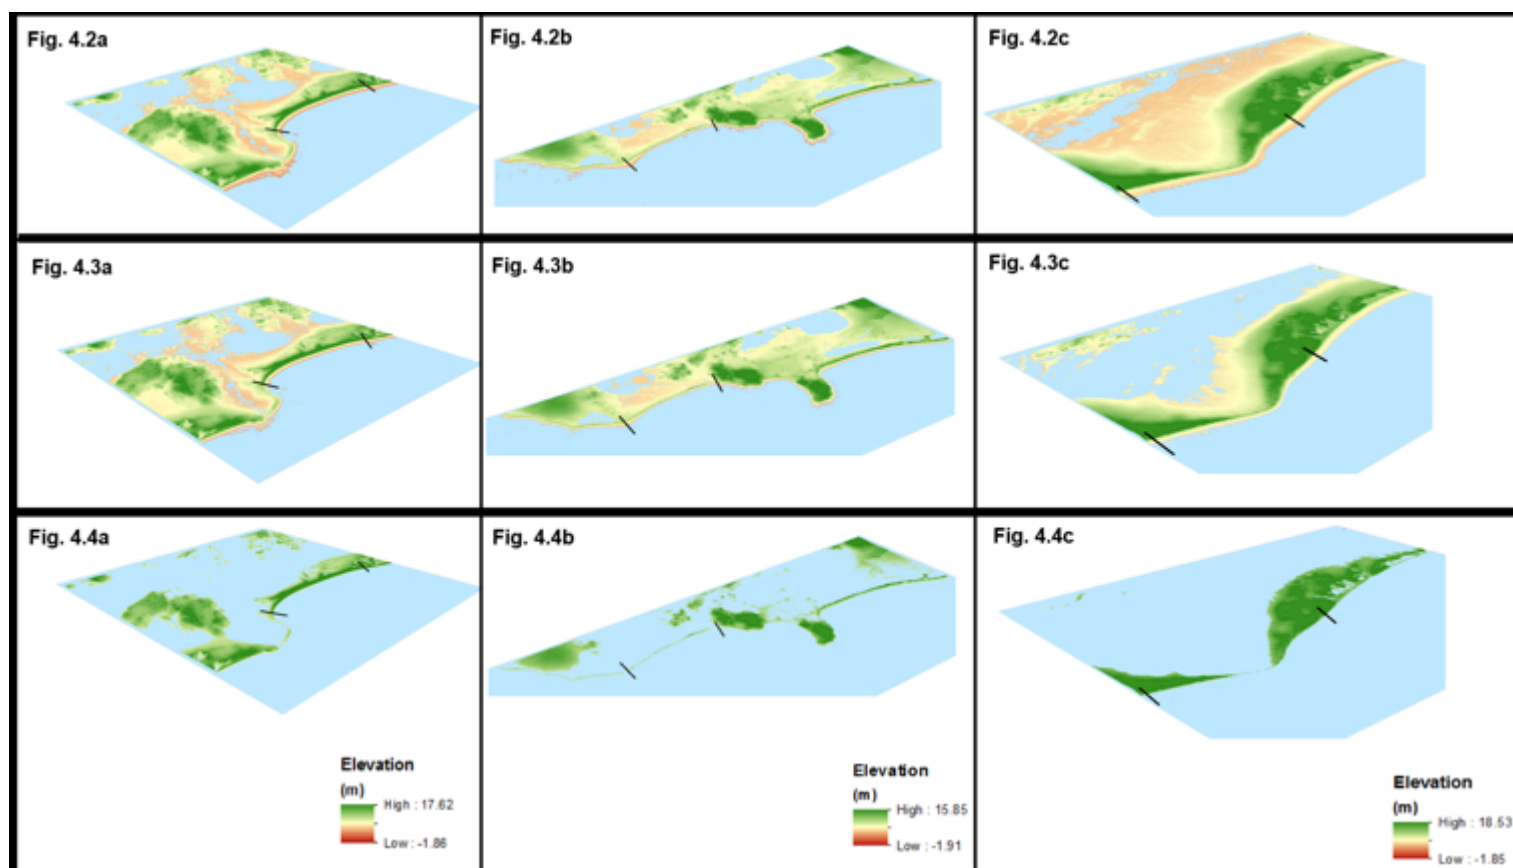 Fig. 4.2a
Fig. 4.2b
Fig. 4.2c
Fig. 4.3a
Fig. 4.3b
Fig. 4.3c
Fig. 4.4a
Fig. 4.4b
Fig. 4.4c
Elevation
(m)
High : 17.62
Low : -1.86
Elevation
(m)
High : 15.85
Low : -1.91
Elevation
(m)
High : 18.53
Low : -1.85